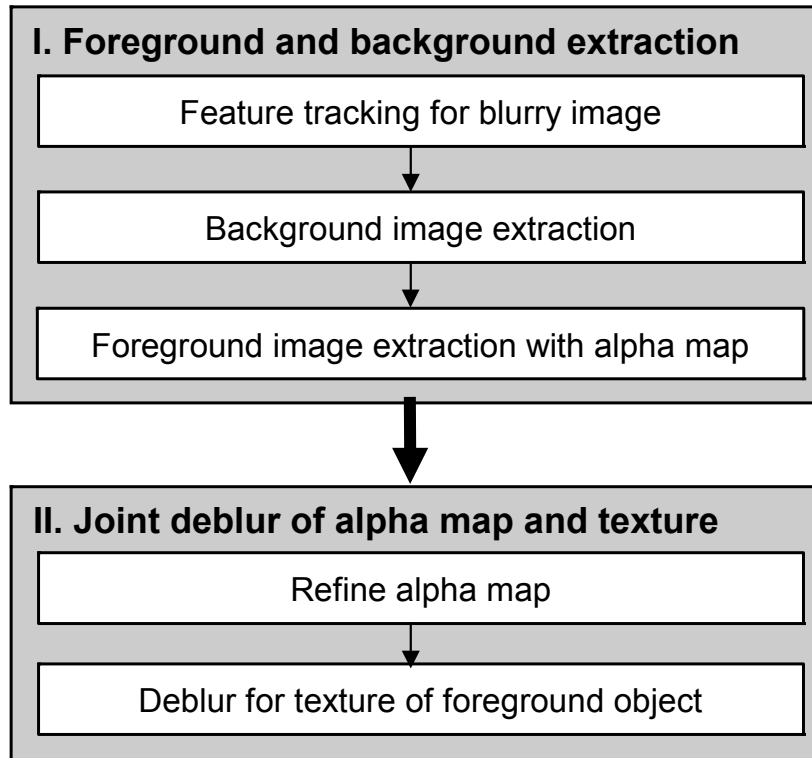 I. Foreground and background extraction
Feature tracking for blurry image
Background image extraction
Foreground image extraction with alpha map
II. Joint deblur of alpha map and texture
Refine alpha map
Deblur for texture of foreground object